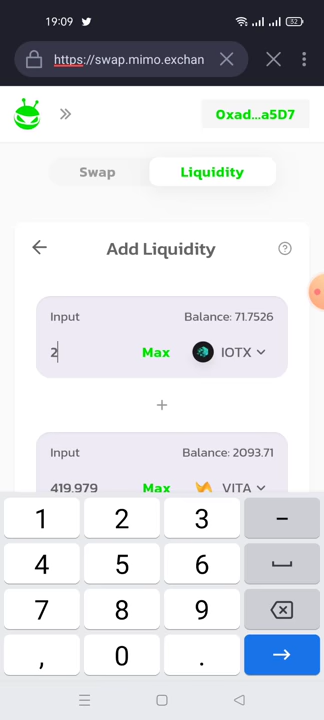 19:09
52
https://swap.mimo.exchan
0xad...a5D7
Swap Liquidity
Add Liquidity
Input Balance: 71.7526
2 Max IOTX
+
Input Balance: 2093.71
419.979 Max VITA
1 2 3 -
4 5 6
7 8 9
, 0 .